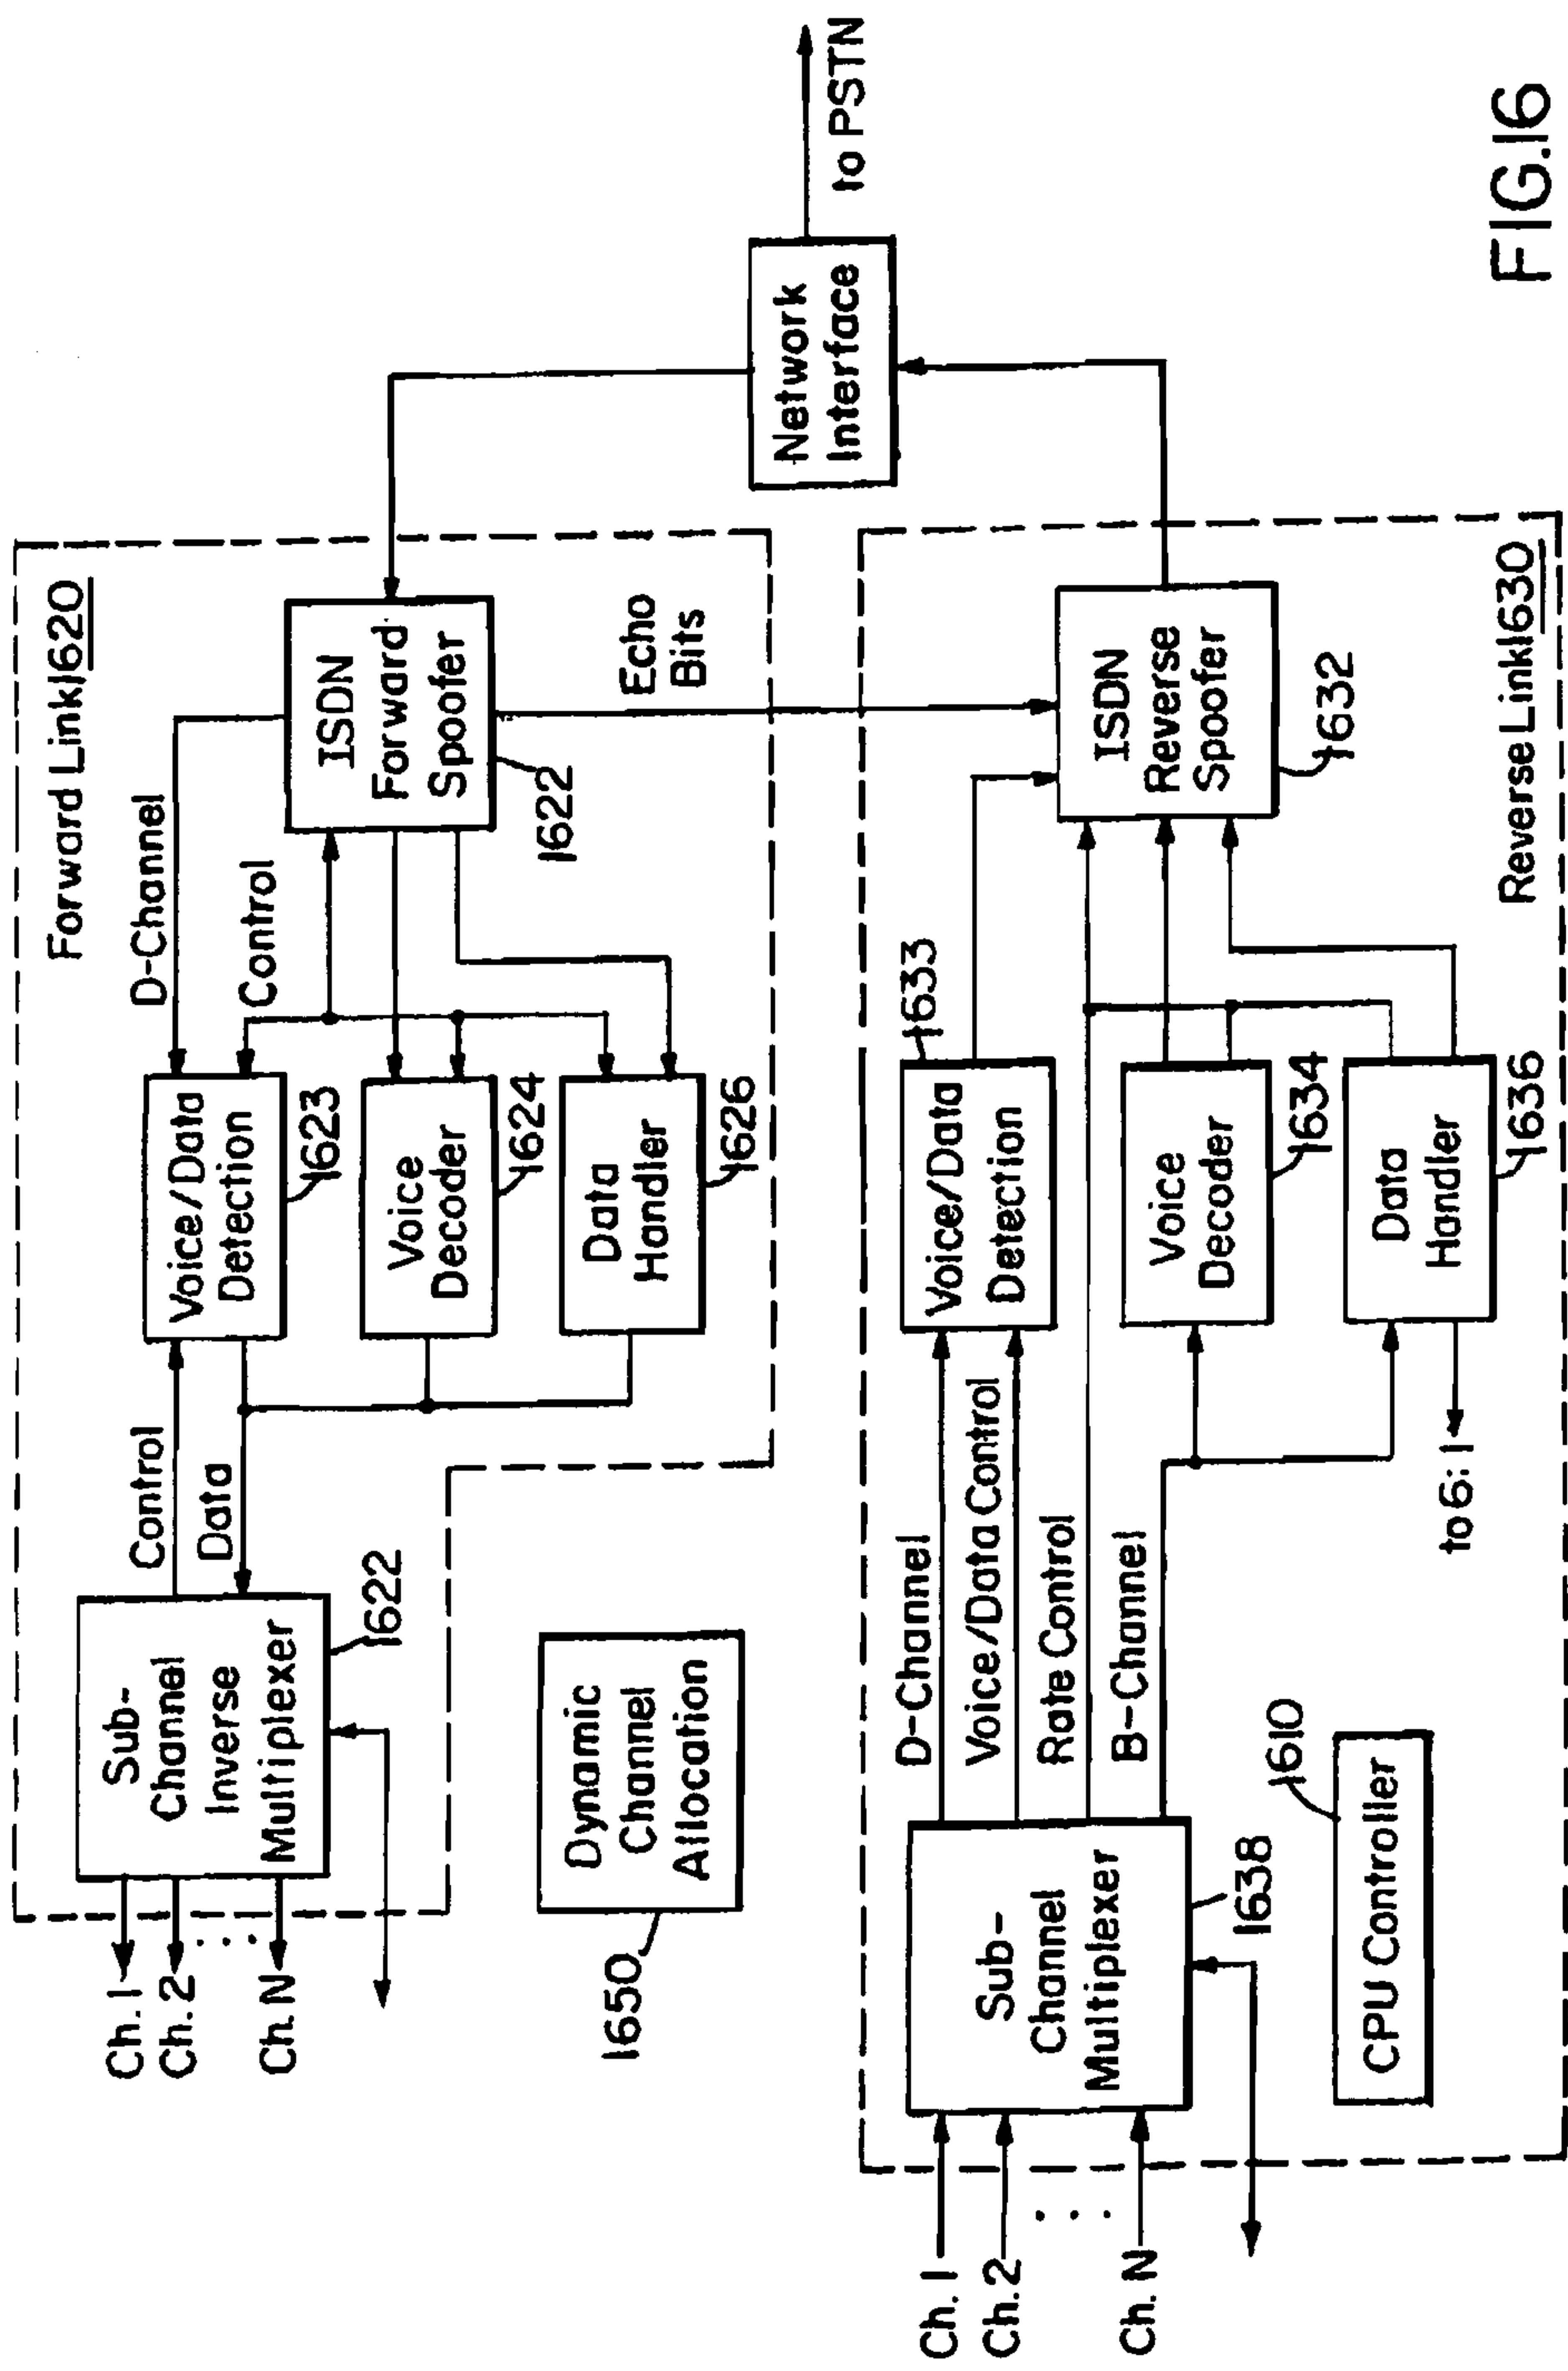 Forward Link 1620
Ch. 1
Ch. 2
Ch. N
Sub-
Channel
Inverse
Multiplexer
1622
Control
Data
Voice/Data
Detection
1623
Voice
Decoder
1624
Data
Handler
1626
D-Channel
Control
ISDN
Forward
Spoofer
1622
Echo
Bits
Network
Interface
to PSTN
Dynamic
Channel
Allocation
1650
Ch. 1
Ch. 2
Ch. N
Sub-
Channel
Multiplexer
1638
D-Channel
Voice/Data Control
Rate Control
B-Channel
Voice/Data
Detection
1633
Voice
Decoder
1634
Data
Handler
1636
to 6:1
ISDN
Reverse
Spoofer
1632
CPU Controller
1610
Reverse Link 1630
FIG.16